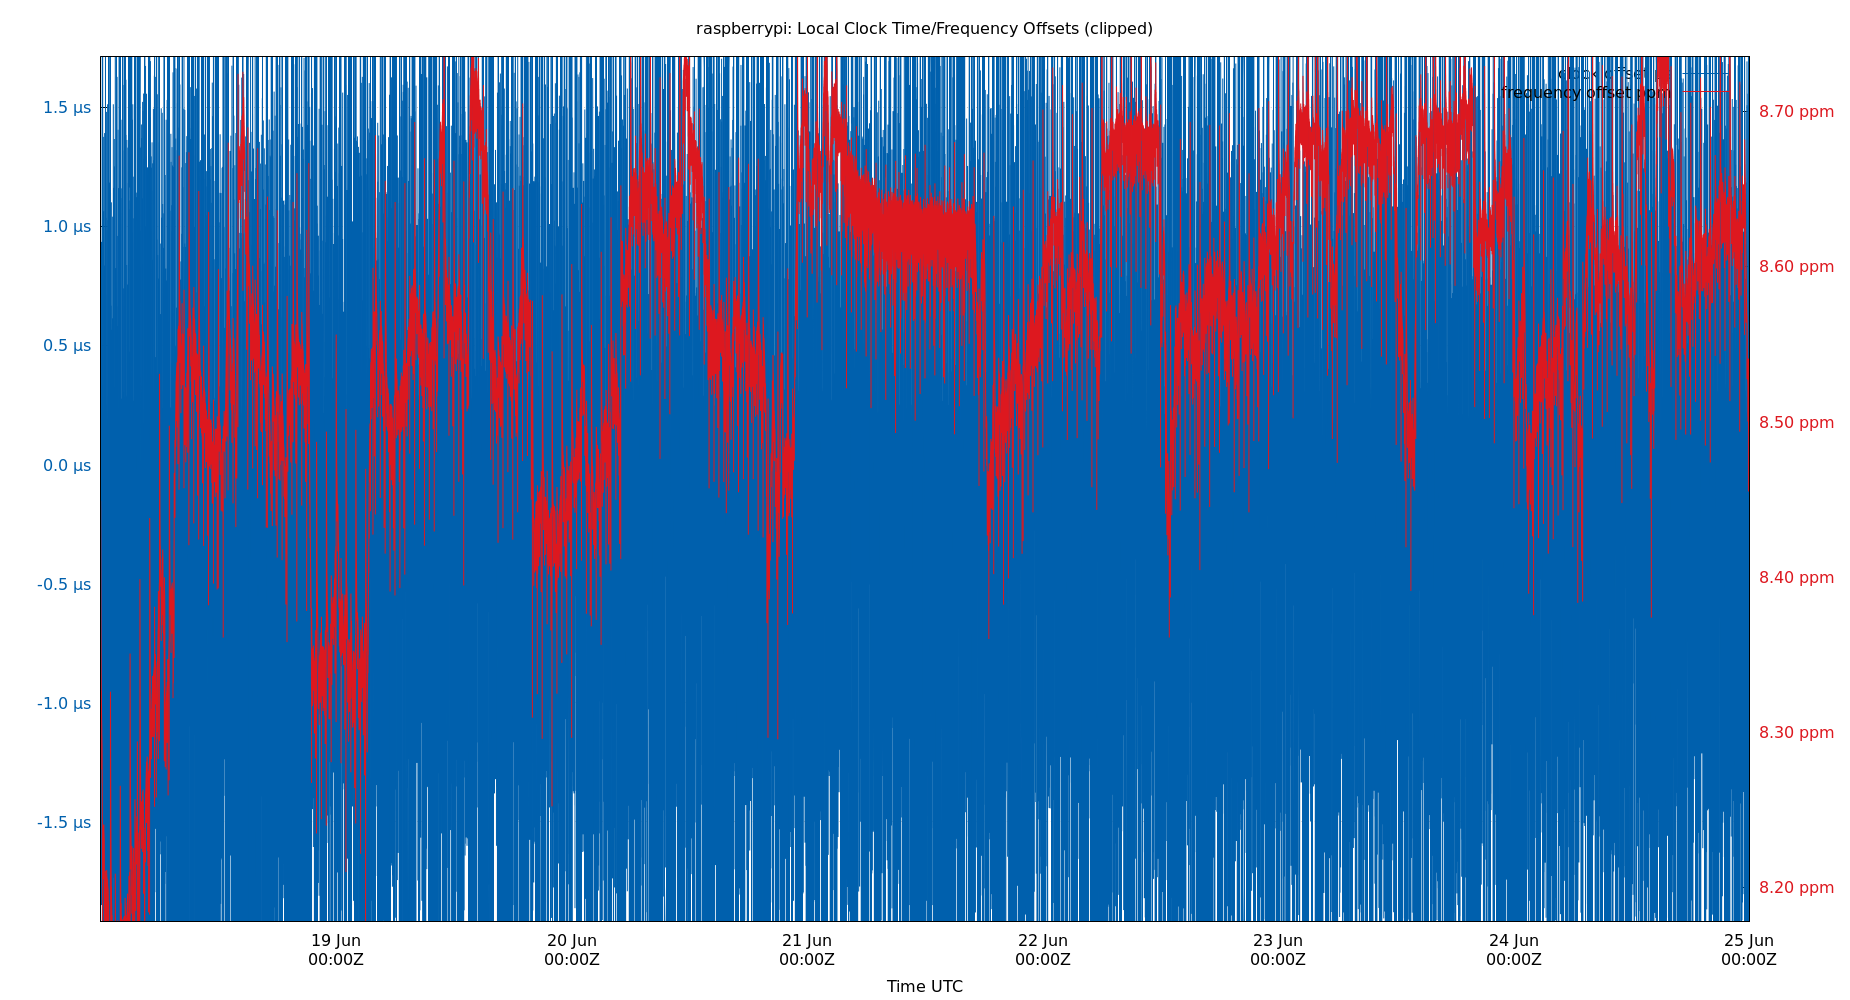 raspberrypi: Local Clock Time/Frequency Offsets (clipped)
clock offset µs
frequency offset ppm
1.5 µs
1.0 µs
0.5 µs
0.0 µs
-0.5 µs
-1.0 µs
-1.5 µs
8.70 ppm
8.60 ppm
8.50 ppm
8.40 ppm
8.30 ppm
8.20 ppm
19 Jun
00:00Z
20 Jun
00:00Z
21 Jun
00:00Z
22 Jun
00:00Z
23 Jun
00:00Z
24 Jun
00:00Z
25 Jun
00:00Z
Time UTC